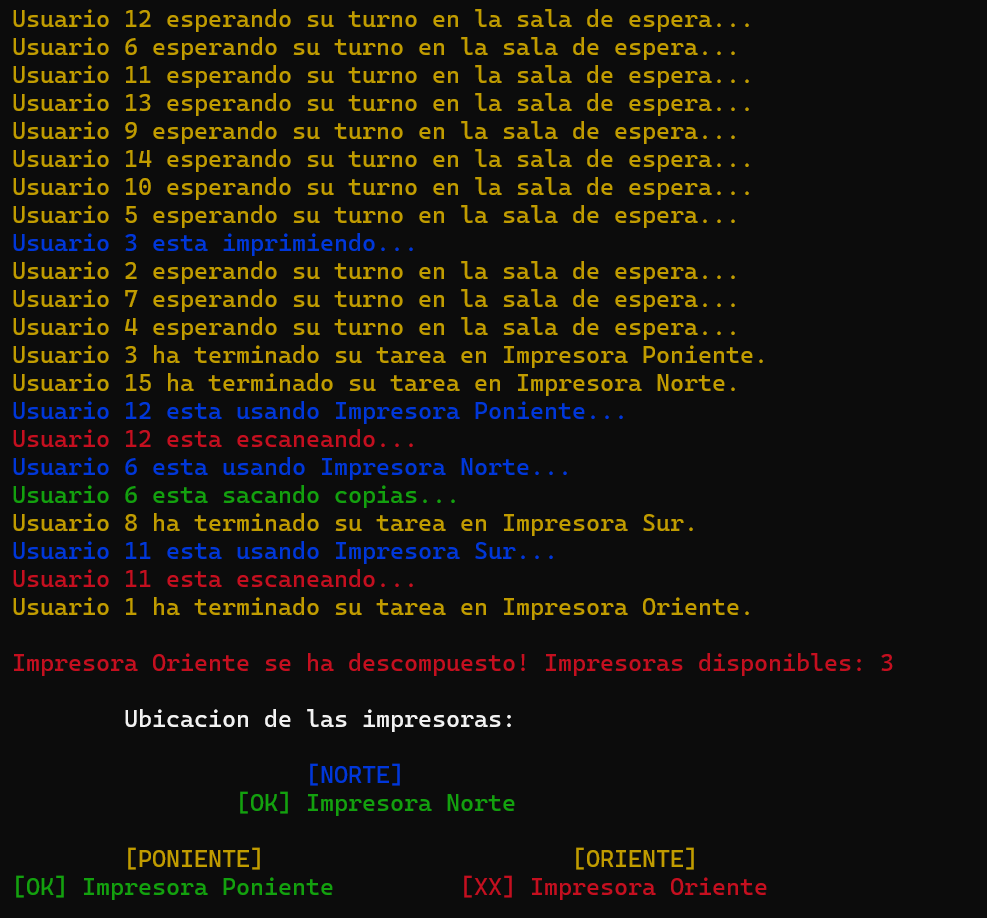 Usuario 12 esperando su turno en la sala de espera...
Usuario 6 esperando su turno en la sala de espera...
Usuario 11 esperando su turno en la sala de espera...
Usuario 13 esperando su turno en la sala de espera...
Usuario 9 esperando su turno en la sala de espera...
Usuario 14 esperando su turno en la sala de espera...
Usuario 10 esperando su turno en la sala de espera...
Usuario 5 esperando su turno en la sala de espera...
Usuario 3 esta imprimiendo...
Usuario 2 esperando su turno en la sala de espera...
Usuario 7 esperando su turno en la sala de espera...
Usuario 4 esperando su turno en la sala de espera...
Usuario 3 ha terminado su tarea en Impresora Poniente.
Usuario 15 ha terminado su tarea en Impresora Norte.
Usuario 12 esta usando Impresora Poniente...
Usuario 12 esta escaneando...
Usuario 6 esta usando Impresora Norte...
Usuario 6 esta sacando copias...
Usuario 8 ha terminado su tarea en Impresora Sur.
Usuario 11 esta usando Impresora Sur...
Usuario 11 esta escaneando...
Usuario 1 ha terminado su tarea en Impresora Oriente.
Impresora Oriente se ha descompuesto! Impresoras disponibles: 3
Ubicacion de las impresoras:
[NORTE]
[OK] Impresora Norte
[PONIENTE] [ORIENTE]
[OK] Impresora Poniente [XX] Impresora Oriente